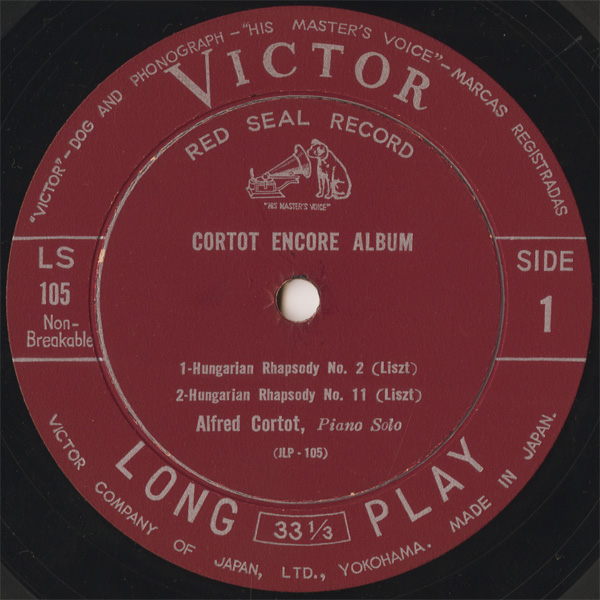 "VICTOR"–DOG AND PHONOGRAPH–"HIS MASTER'S VOICE"–MARCAS REGISTRADAS
VICTOR
RED SEAL RECORD
"HIS MASTER'S VOICE"
CORTOT ENCORE ALBUM
LS
105
Non-
Breakable
SIDE
1
1-Hungarian Rhapsody No. 2 (Liszt)
2-Hungarian Rhapsody No. 11 (Liszt)
Alfred Cortot, Piano Solo
(JLP - 105)
LONG 33 1/3 PLAY
VICTOR COMPANY OF JAPAN, LTD., YOKOHAMA. MADE IN JAPAN.